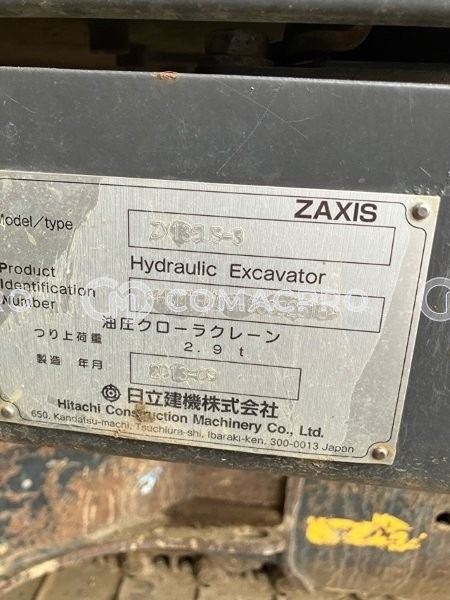 ZAXIS
Model/type
Hydraulic Excavator
Product
Identification
Number
COMACPRO
油圧クローラクレーン
つり上荷重 2.9 t
製造 年月
日立建機株式会社
Hitachi Construction Machinery Co., Ltd.
650, Kandatsu-machi, Tsuchiura-shi, Ibaraki-ken, 300-0013 Japan